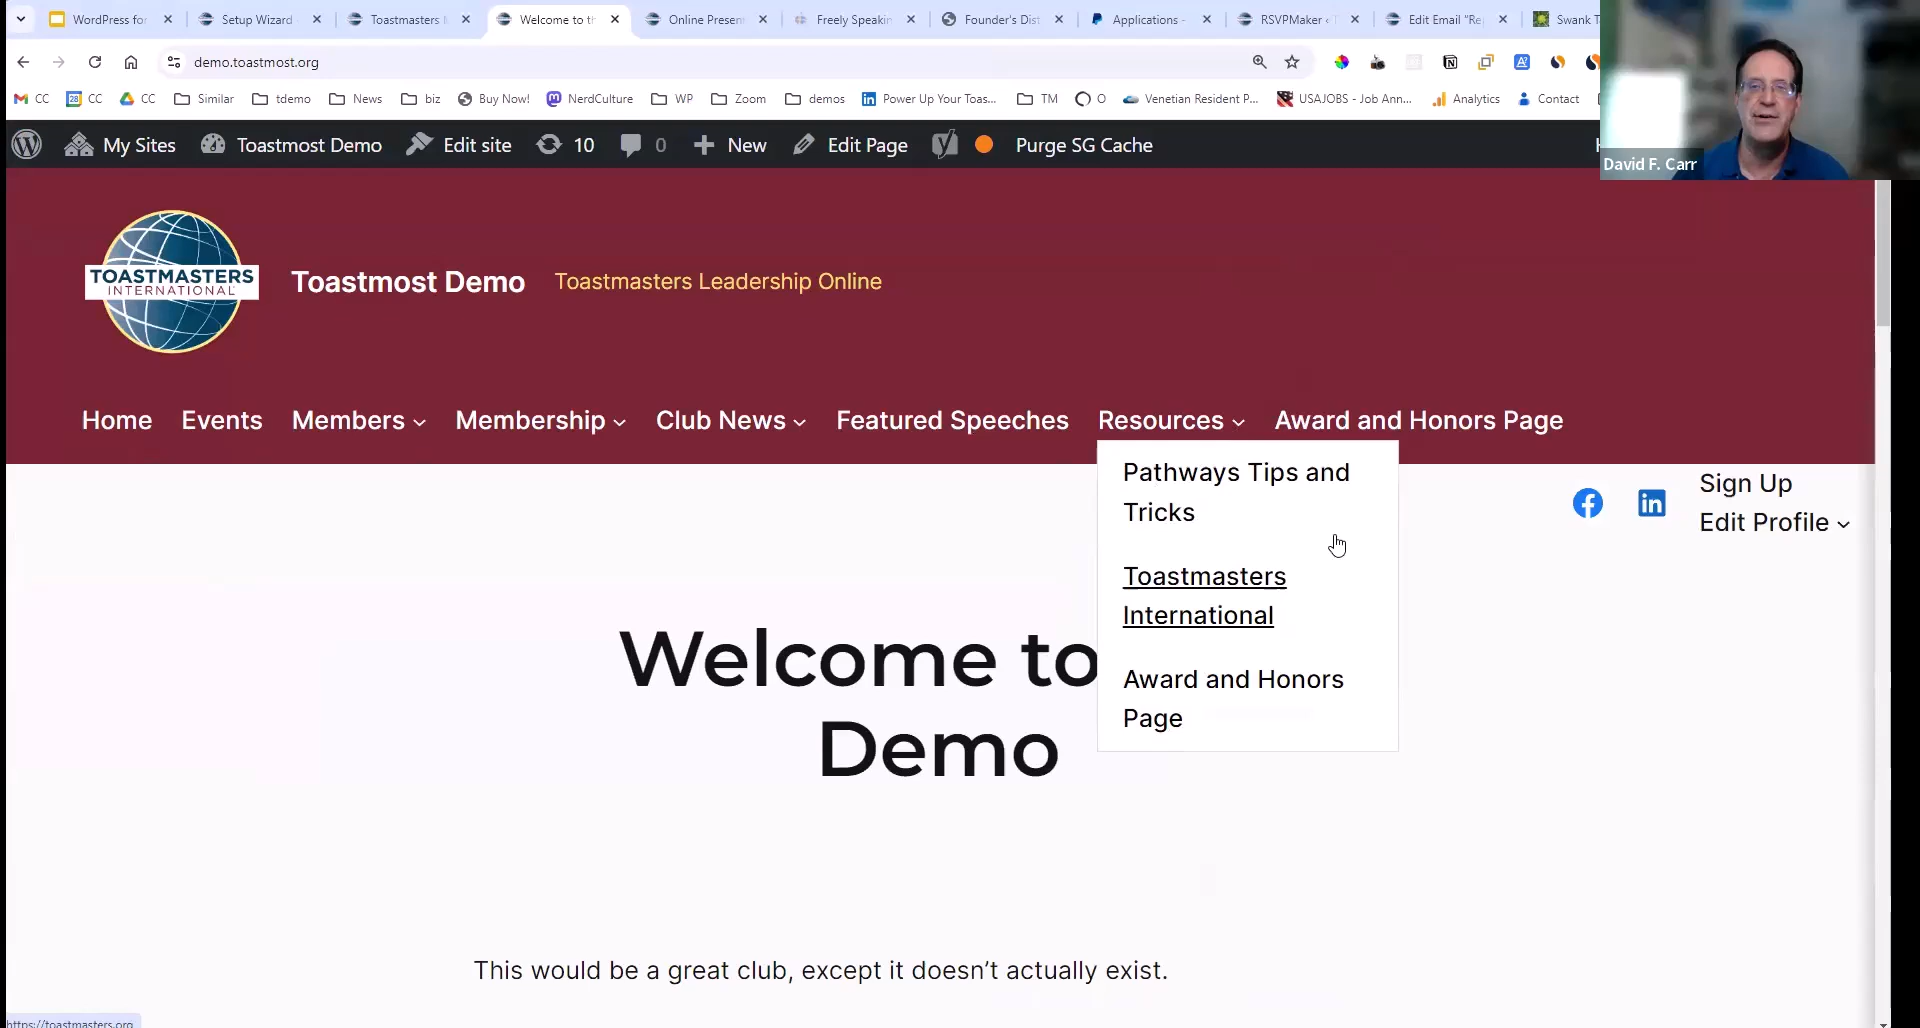 WordPress for
Setup Wizard
Toastmasters
Welcome to th
Online Presen
Freely Speakin
Founder's Dist
Applications -
RSVPMaker ‹
Edit Email "Re
Swank T
demo.toastmost.org
CC
28
CC
CC
Similar
tdemo
News
biz
Buy Now!
NerdCulture
WP
Zoom
demos
Power Up Your Toas...
TM
O
Venetian Resident P...
USAJOBS - Job Ann...
Analytics
Contact
My Sites
Toastmost Demo
Edit site
10
0
New
Edit Page
Purge SG Cache
H
David F. Carr
TOASTMASTERS
INTERNATIONAL
Toastmost Demo
Toastmasters Leadership Online
Home
Events
Members
Membership
Club News
Featured Speeches
Resources
Award and Honors Page
Pathways Tips and
Tricks
Toastmasters
International
Award and Honors
Page
Sign Up
Edit Profile
Welcome to
Demo
This would be a great club, except it doesn't actually exist.
https://toastmasters.org